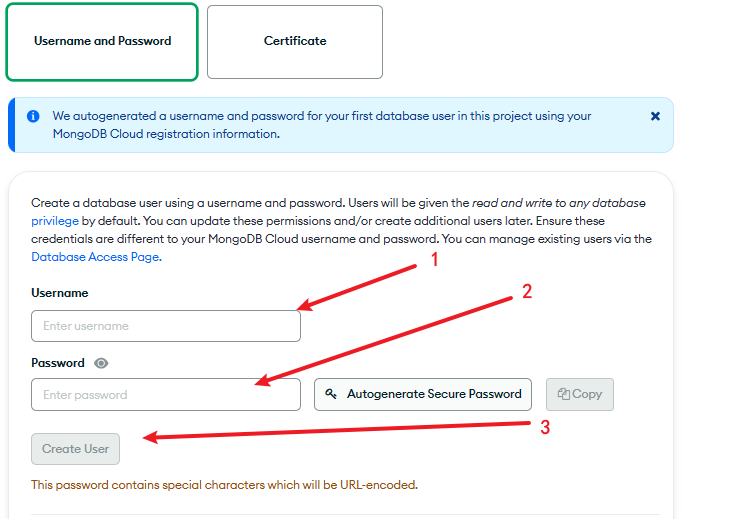 Username and Password
Certificate
We autogenerated a username and password for your first database user in this project using your
MongoDB Cloud registration information.
Create a database user using a username and password. Users will be given the read and write to any database
privilege by default. You can update these permissions and/or create additional users later. Ensure these
credentials are different to your MongoDB Cloud username and password. You can manage existing users via the
Database Access Page.
1
2
Username
Enter username
Password
Enter password
Autogenerate Secure Password
Copy
3
Create User
This password contains special characters which will be URL-encoded.